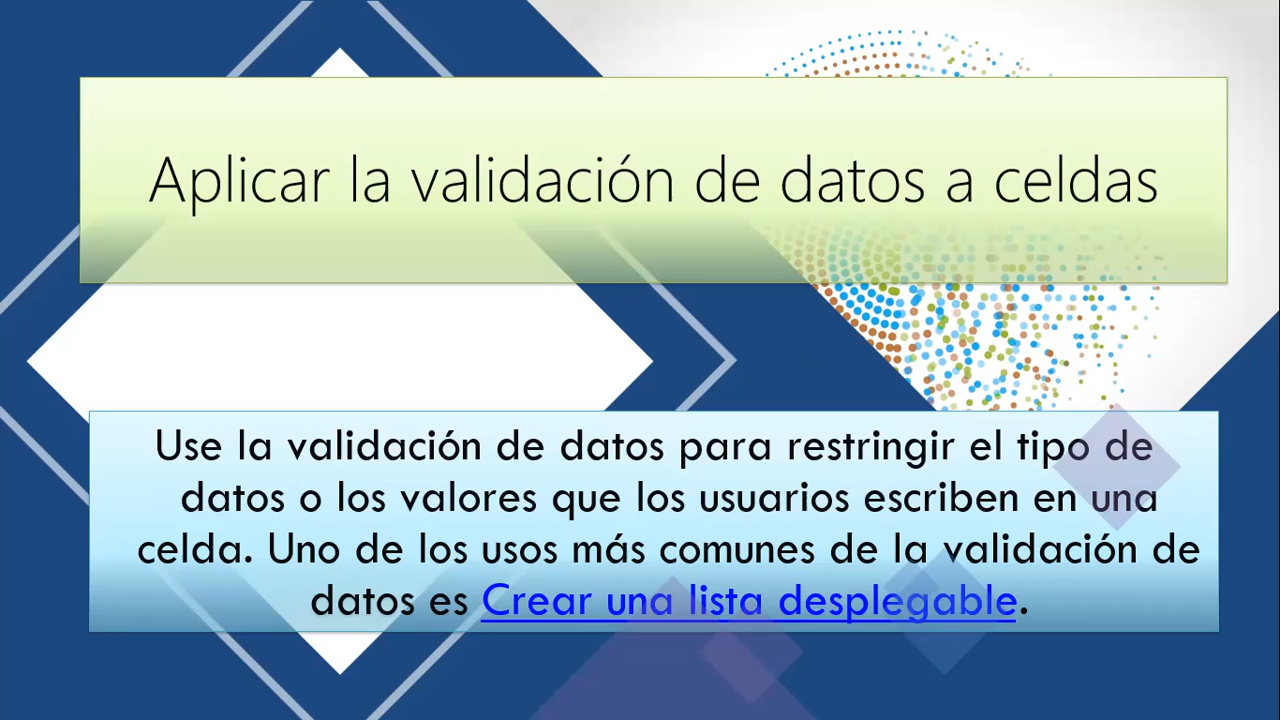 Aplicar la validación de datos a celdas
Use la validación de datos para restringir el tipo de
datos o los valores que los usuarios escriben en una
celda. Uno de los usos más comunes de la validación de
datos es Crear una lista desplegable.